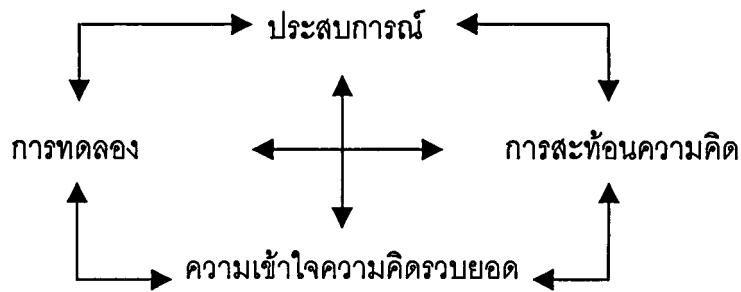 ประสบการณ์
การทดลอง
การสะท้อนความคิด
ความเข้าใจความคิดรวบยอด